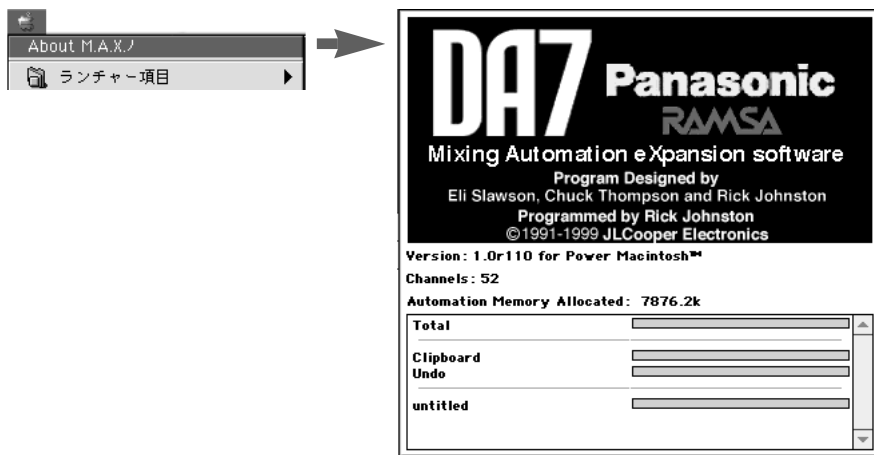 About M.A.X.ノ
ランチャー項目
DA7 Panasonic
RAMSA
Mixing Automation eXpansion software
Program Designed by
Eli Slawson, Chuck Thompson and Rick Johnston
Programmed by Rick Johnston
©1991-1999 JLCooper Electronics
Version: 1.0r110 for Power Macintosh™
Channels: 52
Automation Memory Allocated: 7876.2k
Total
Clipboard
Undo
untitled